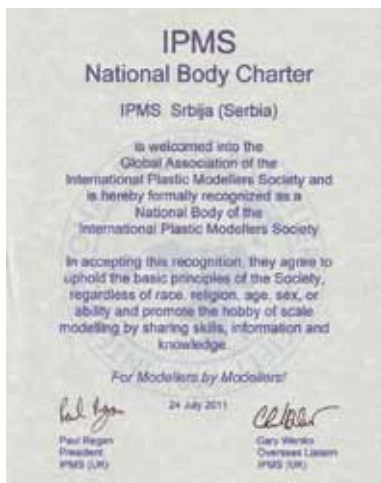 IPMS
National Body Charter
IPMS Srbija (Serbia)
is welcomed into the
Global Association of the
International Plastic Modellers Society and
is hereby formally recognized as a
National Body of the
International Plastic Modellers Society
In accepting this recognition, they agree to
uphold the basic principles of the Society,
regardless of race, religion, age, sex, or
ability and promote the hobby of scale
modelling by sharing skills, information and
knowledge.
For Modellers by Modellers!
24 July 2011
Paul Regan
President
IPMS (UK)
Gary
Overseas Liaison
IPMS (UK)